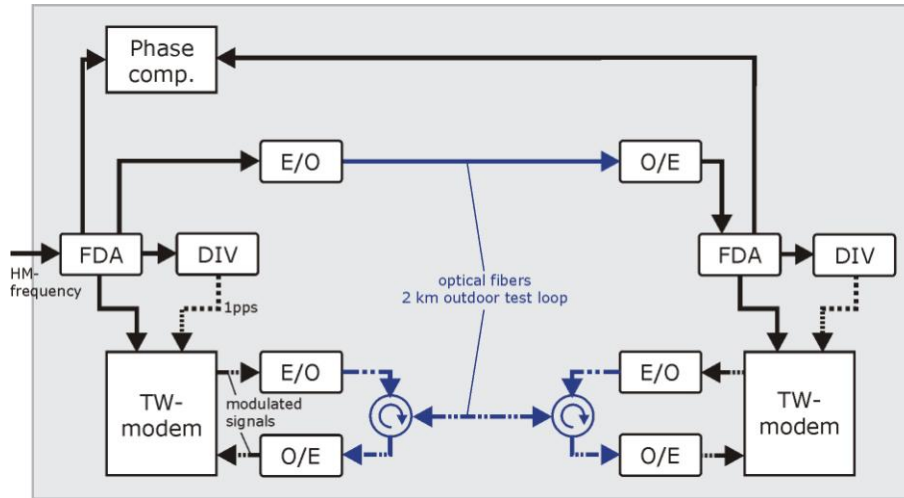 Phase
comp.
E/O
O/E
FDA
DIV
FDA
DIV
HM-
frequency
1pps
optical fibers
2 km outdoor test loop
TW-
modem
E/O
modulated
signals
O/E
E/O
O/E
TW-
modem